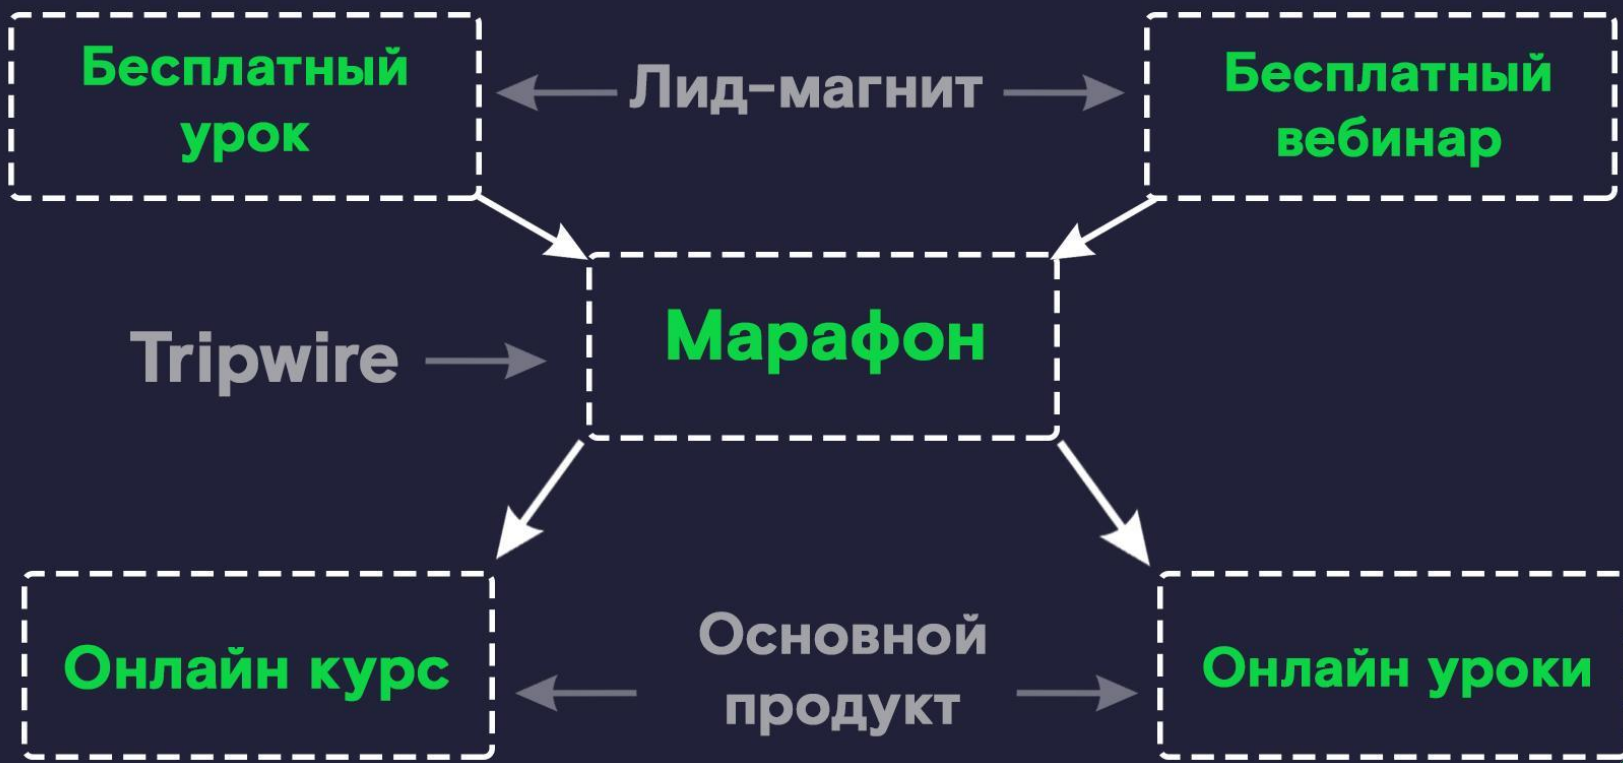 Бесплатный
урок
Лид-магнит
Бесплатный
вебинар
Tripwire
Марафон
Онлайн курс
Основной
продукт
Онлайн уроки